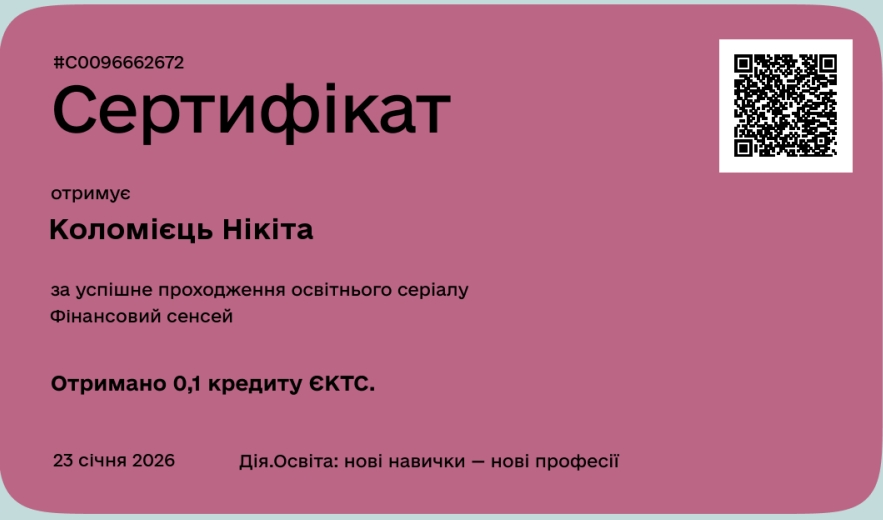 #C0096662672
Сертифікат
отримує
Коломієць Нікіта
за успішне проходження освітнього серіалу
Фінансовий сенсей
Отримано 0,1 кредиту ЄКТС.
23 січня 2026 Дія.Освіта: нові навички — нові професії